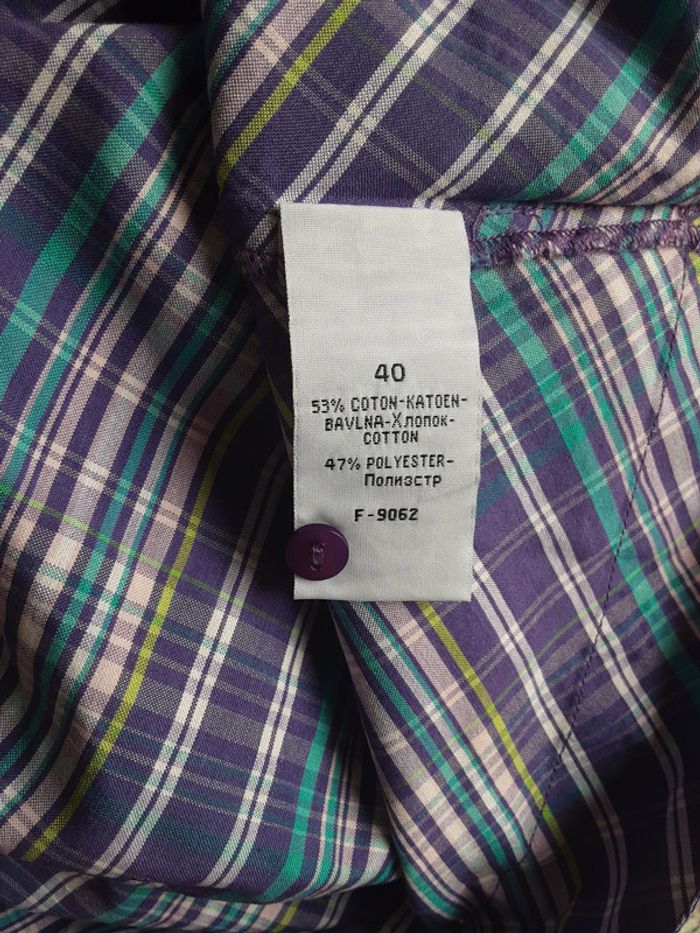 40
53% COTON-KATOEN-
BAVLNA-Хлопок-
COTTON
47% POLYESTER-
Полиэстр
F-9062